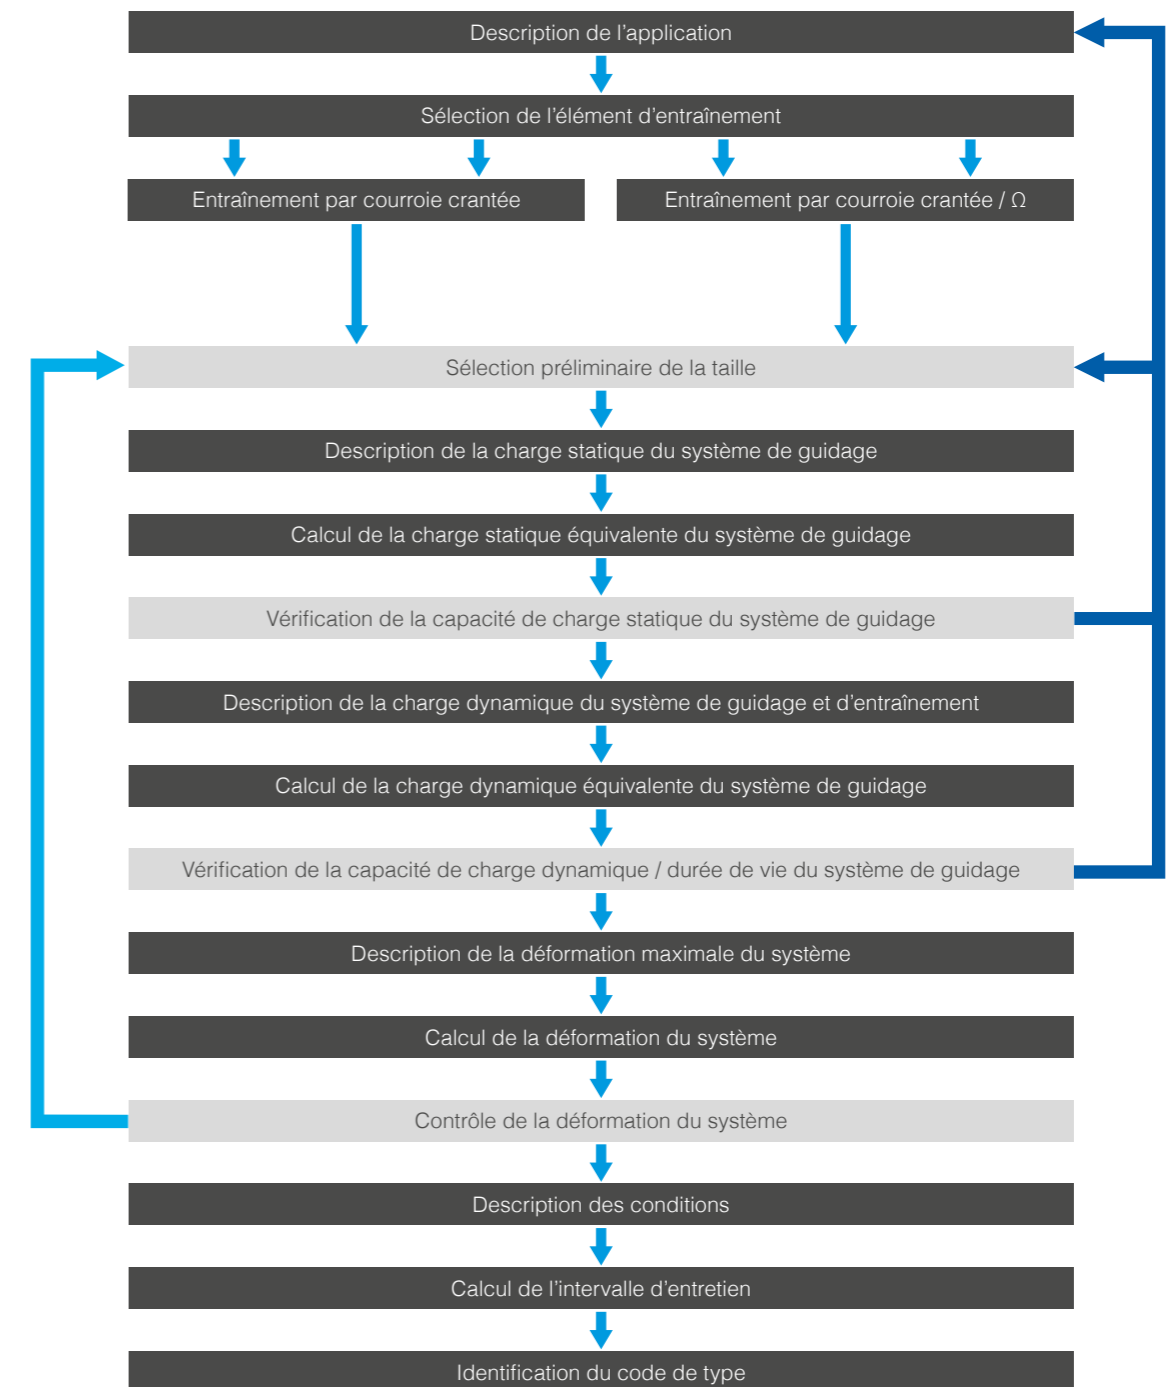 Description de l’application
Sélection de l’élément d’entraînement
Entraînement par courroie crantée
Entraînement par courroie crantée / Ω
Sélection préliminaire de la taille
Description de la charge statique du système de guidage
Calcul de la charge statique équivalente du système de guidage
Vérification de la capacité de charge statique du système de guidage
Description de la charge dynamique du système de guidage et d’entraînement
Calcul de la charge dynamique équivalente du système de guidage
Vérification de la capacité de charge dynamique / durée de vie du système de guidage
Description de la déformation maximale du système
Calcul de la déformation du système
Contrôle de la déformation du système
Description des conditions
Calcul de l’intervalle d’entretien
Identification du code de type